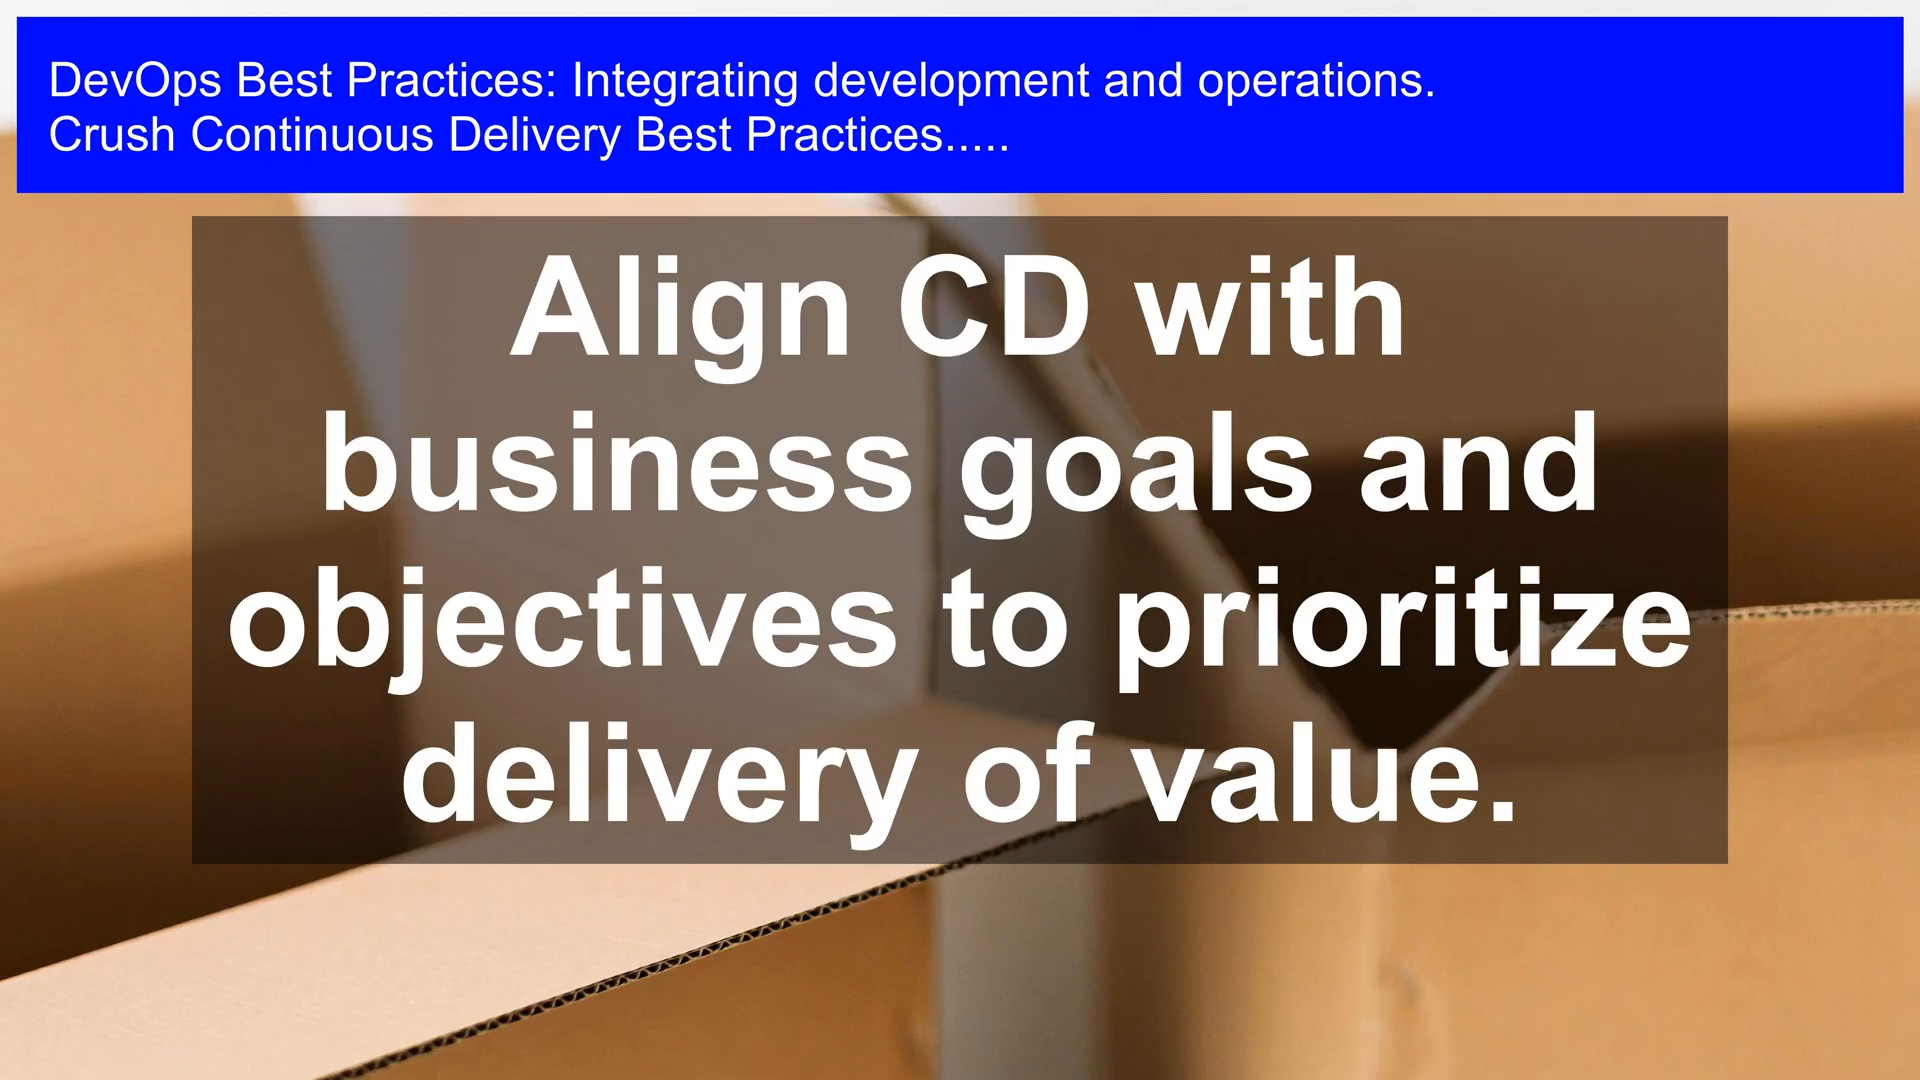 DevOps Best Practices: Integrating development and operations.
Crush Continuous Delivery Best Practices.....
Align CD with
business goals and
objectives to prioritize
delivery of value.